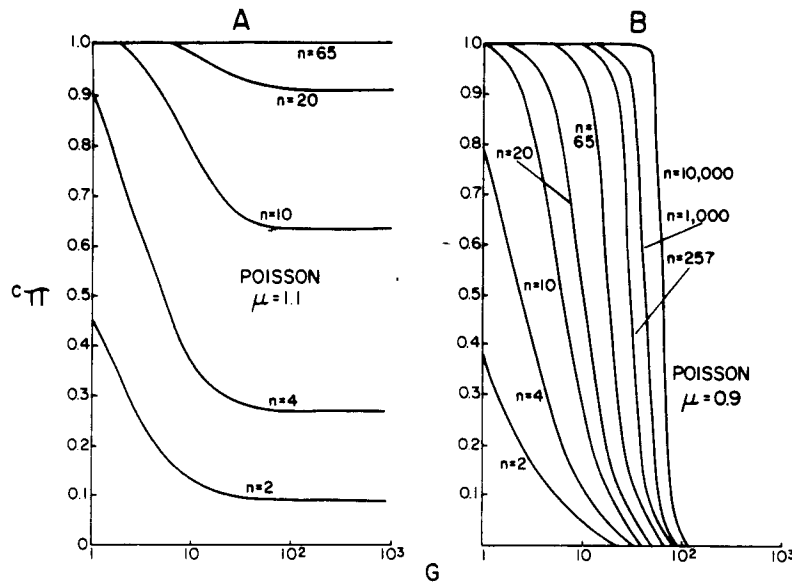 A
1.0
0.9
0.8
0.7
0.6
0.5
0.4
0.3
0.2
0.1
0
cπ
n=65
n=20
n=10
POISSON
μ=1.1
n=4
n=2
1
10
10²
10³
B
1.0
0.9
0.8
0.7
0.6
0.5
0.4
0.3
0.2
0.1
0
n=20
n=
65
n=10,000
n=1,000
n=257
n=10
POISSON
μ=0.9
n=4
n=2
1
10
10²
10³
G